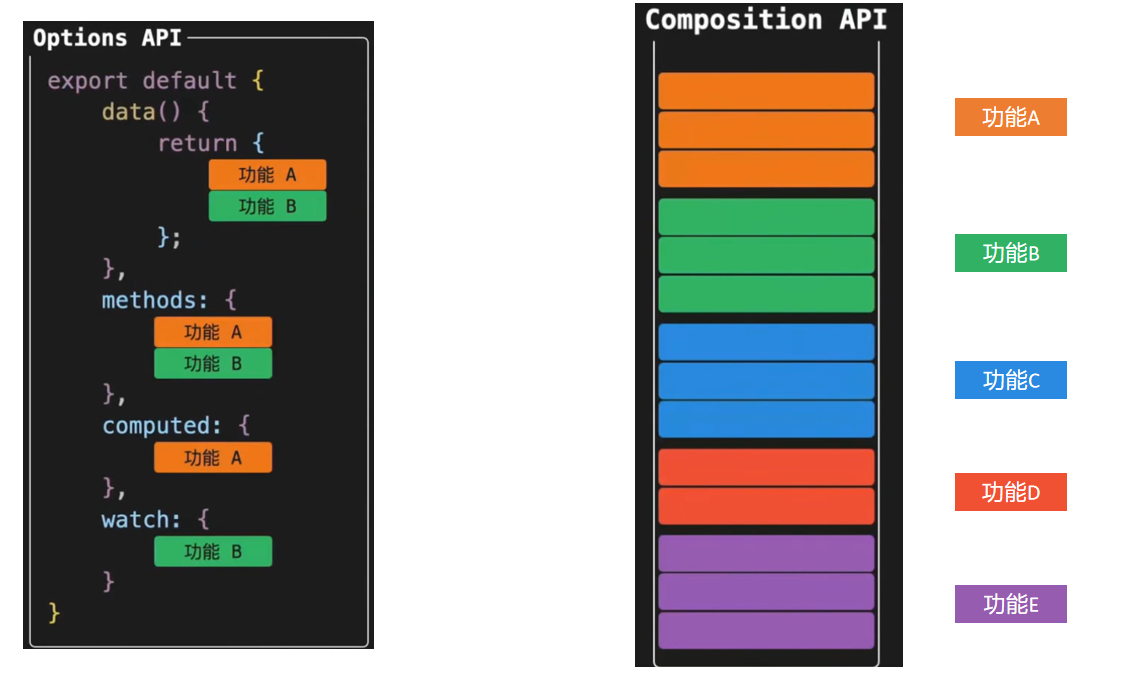 Options API
export default {
data() {
return {
功能 A
功能 B
};
},
methods: {
功能 A
功能 B
},
computed: {
功能 A
},
watch: {
功能 B
}
}
Composition API
功能A
功能B
功能C
功能D
功能E